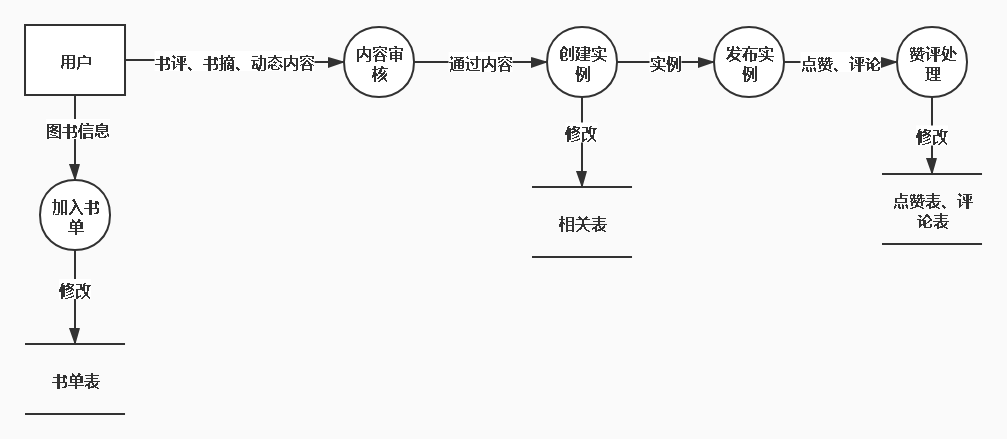 用户
书评、书摘、动态内容
内容审
核
通过内容
创建实
例
实例
发布实
例
点赞、评论
赞评处
理
图书信息
修改
修改
加入书
单
相关表
点赞表、评
论表
修改
书单表